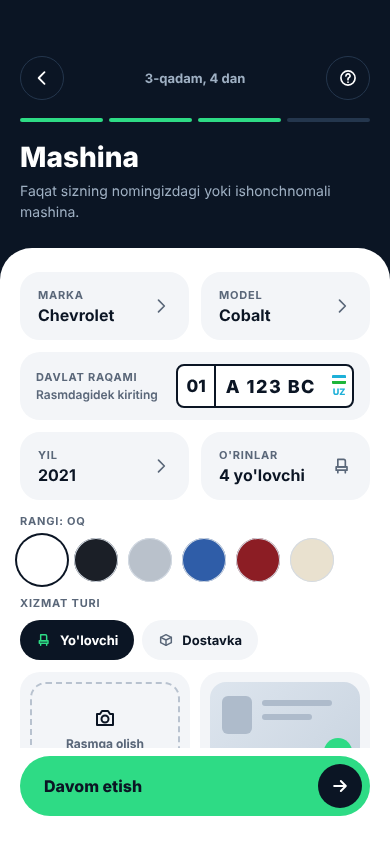 3-qadam, 4 dan
Mashina
Faqat sizning nomingizdagi yoki ishonchnomali
mashina.
MARKA
Chevrolet
MODEL
Cobalt
DAVLAT RAQAMI
Rasmdagidek kiriting
01 A 123 BC UZ
YIL
2021
O'RINLAR
4 yo'lovchi
RANGI: OQ
XIZMAT TURI
Yo'lovchi
Dostavka
Rasmga olish
Davom etish